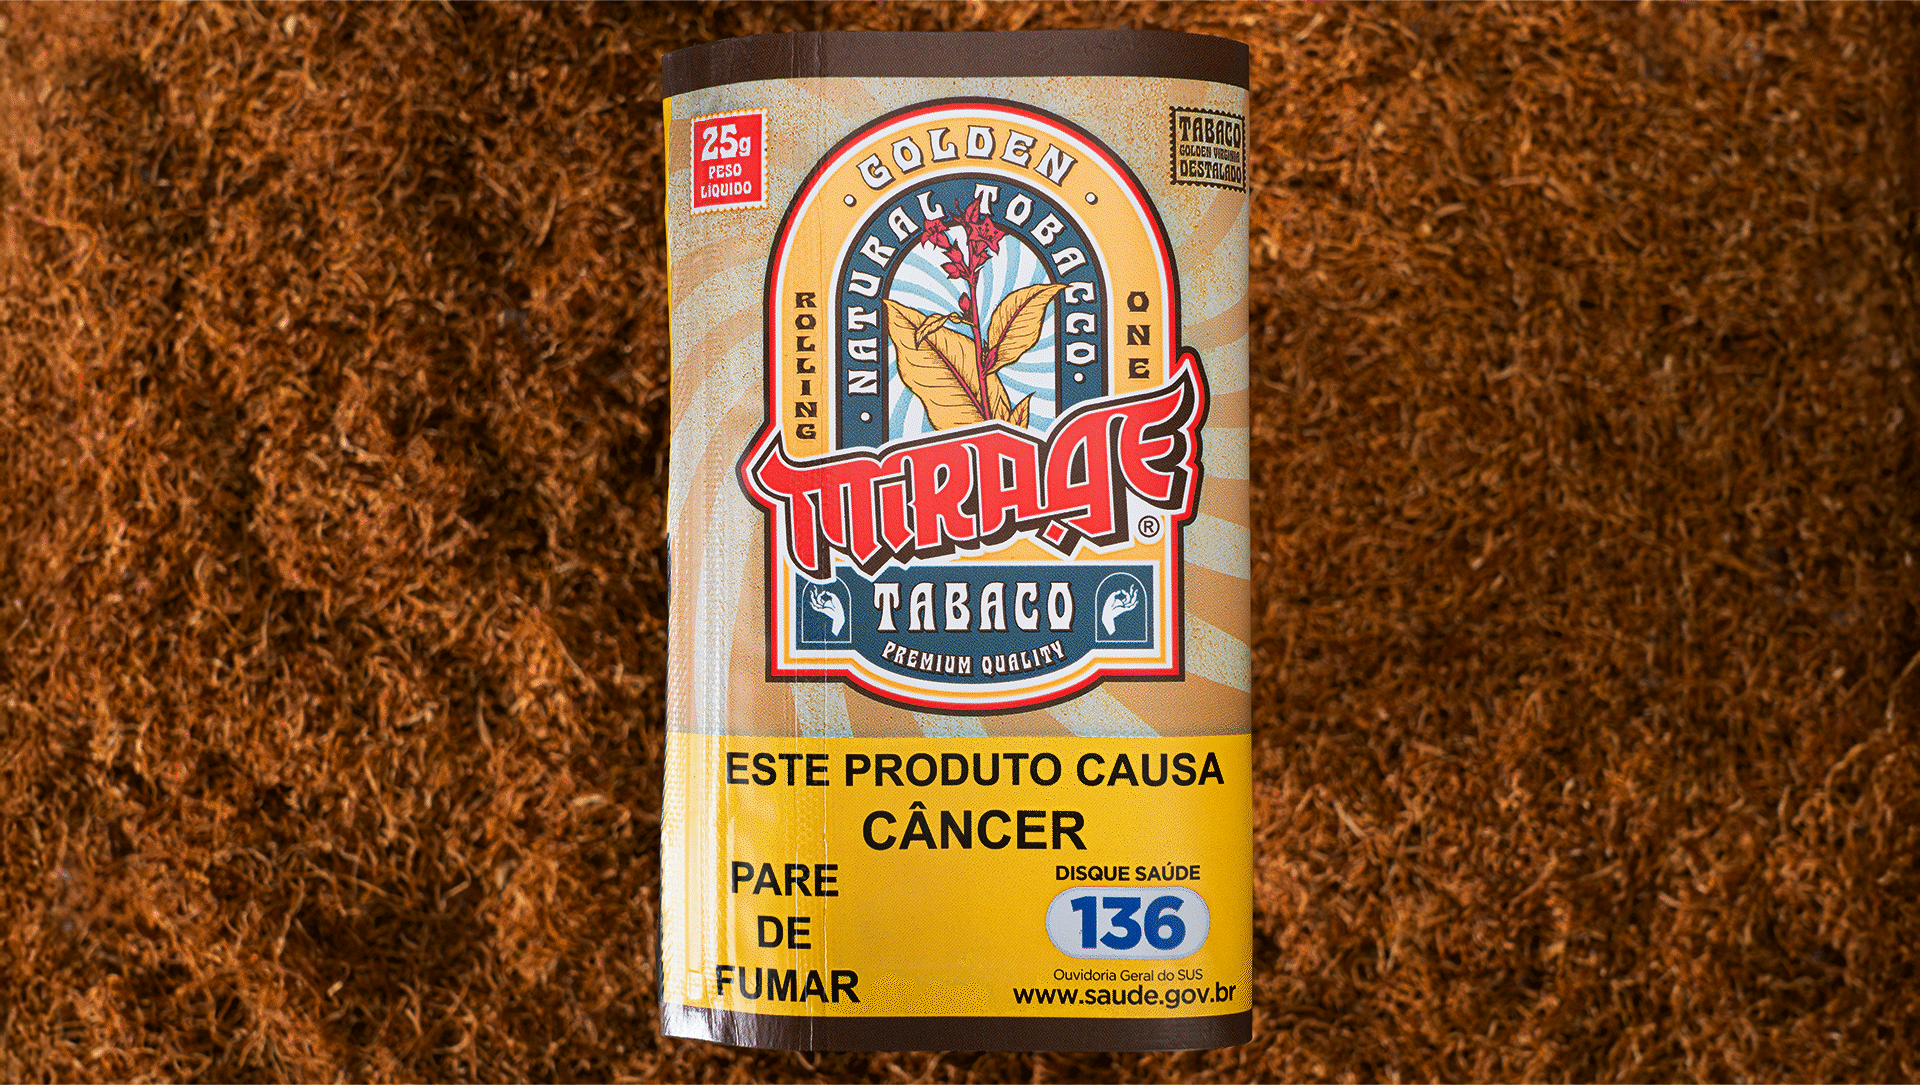 25g
PESO
LÍQUIDO
TABACO
GOLDEN VIRGINIA
DESTALADO
· GOLDEN ·
· NATURAL TOBACCO ·
ROLLING
ONE
MIRAGE ®
TABACO
PREMIUM QUALITY
ESTE PRODUTO CAUSA
CÂNCER
PARE
DE
FUMAR
DISQUE SAÚDE
136
Ouvidoria Geral do SUS
www.saude.gov.br